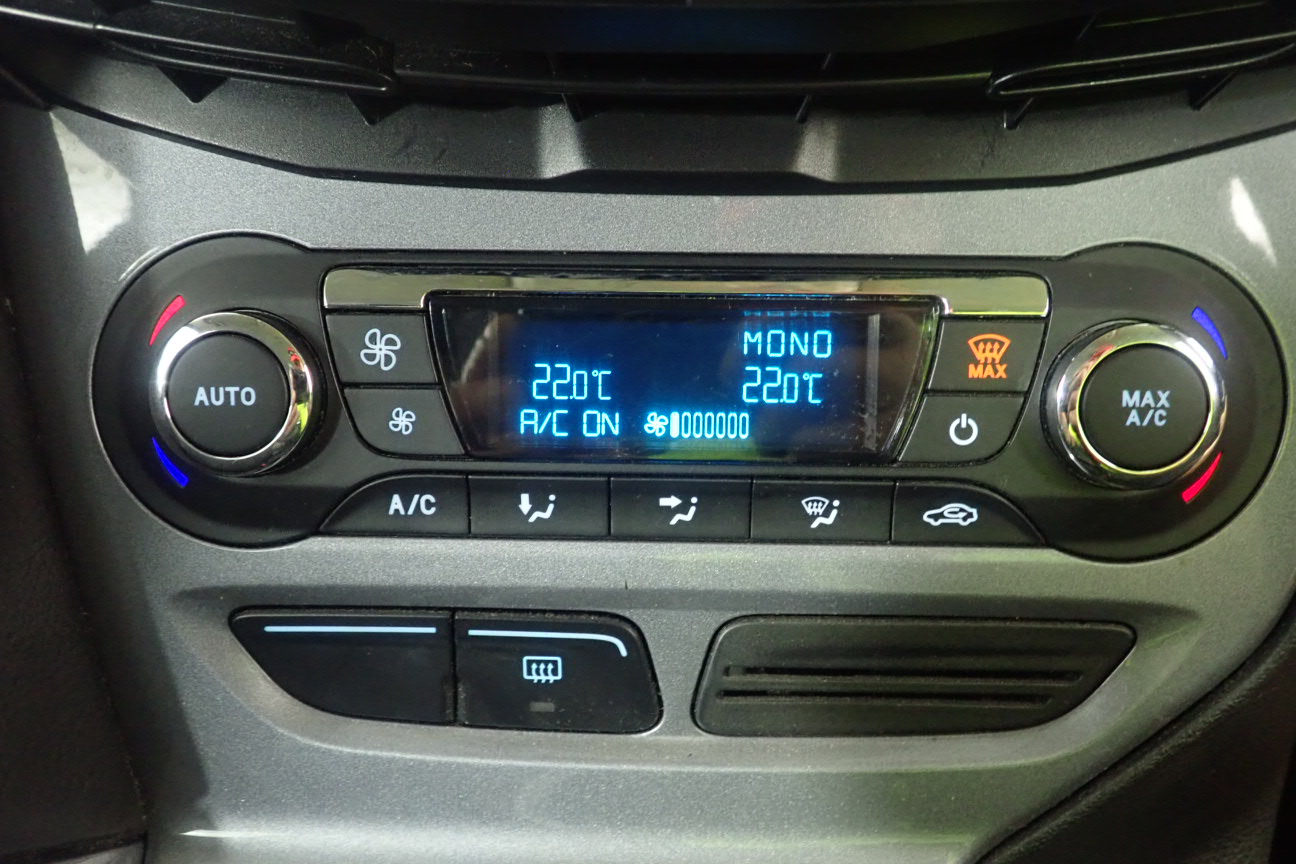 AUTO
MONO
22.0°C 22.0°C
A/C ON
MAX
MAX
A/C
A/C